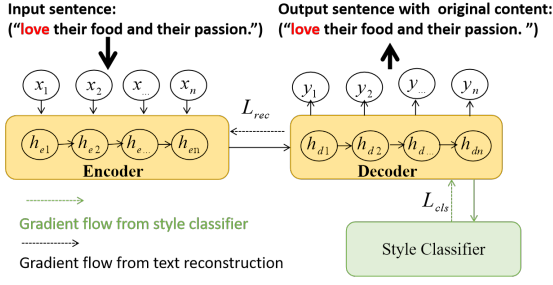 Input sentence:
("love their food and their passion.")
Output sentence with original content:
("love their food and their passion. ")
x1 x2 x... xn
y1 y2 y... yn
Lrec
he1 he2 he... hen
hd1 hd2 hd... hdn
Encoder
Decoder
Lcls
Gradient flow from style classifier
Gradient flow from text reconstruction
Style Classifier